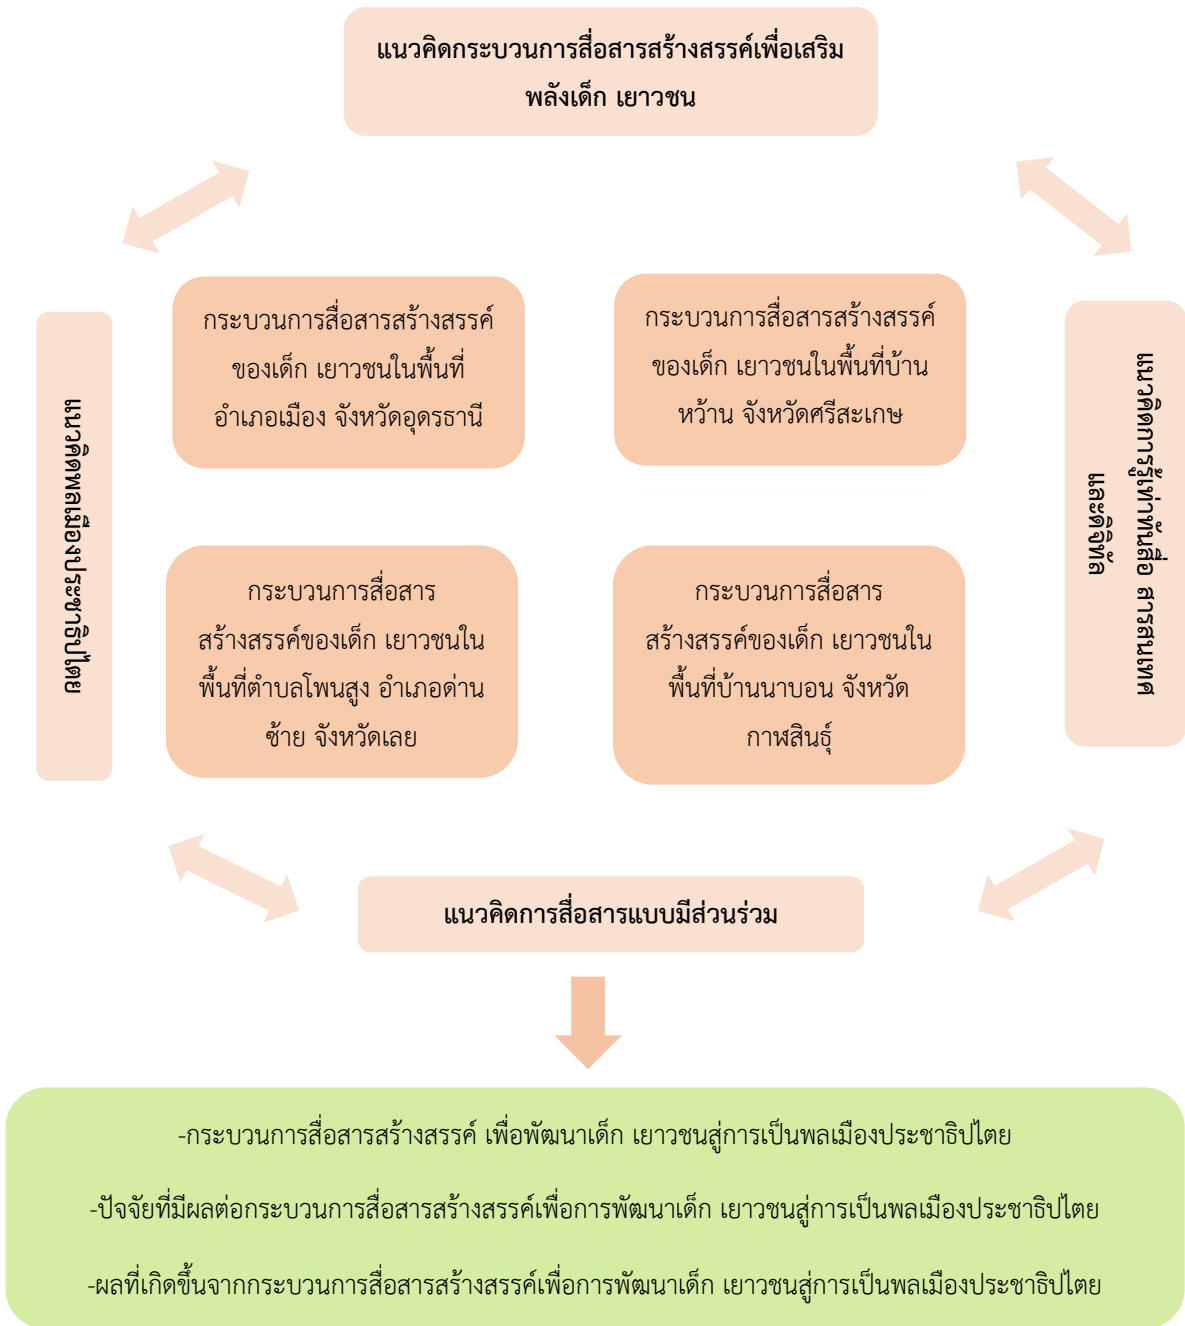 แนวคิดกระบวนการสื่อสารสร้างสรรค์เพื่อเสริม
พลังเด็ก เยาวชน
กระบวนการสื่อสารสร้างสรรค์
ของเด็ก เยาวชนในพื้นที่
อำเภอเมือง จังหวัดอุดรธานี
กระบวนการสื่อสารสร้างสรรค์
ของเด็ก เยาวชนในพื้นที่บ้าน
หว้าน จังหวัดศรีสะเกษ
แนวคิดพลเมืองประชาธิปไตย
แนวคิดการรู้เท่าทันสื่อ สารสนเทศ
และดิจิทัล
กระบวนการสื่อสาร
สร้างสรรค์ของเด็ก เยาวชนใน
พื้นที่ตำบลโพนสูง อำเภอด่าน
ซ้าย จังหวัดเลย
กระบวนการสื่อสาร
สร้างสรรค์ของเด็ก เยาวชนใน
พื้นที่บ้านนาบอน จังหวัด
กาฬสินธุ์
แนวคิดการสื่อสารแบบมีส่วนร่วม
-กระบวนการสื่อสารสร้างสรรค์ เพื่อพัฒนาเด็ก เยาวชนสู่การเป็นพลเมืองประชาธิปไตย
-ปัจจัยที่มีผลต่อกระบวนการสื่อสารสร้างสรรค์เพื่อการพัฒนาเด็ก เยาวชนสู่การเป็นพลเมืองประชาธิปไตย
-ผลที่เกิดขึ้นจากกระบวนการสื่อสารสร้างสรรค์เพื่อการพัฒนาเด็ก เยาวชนสู่การเป็นพลเมืองประชาธิปไตย